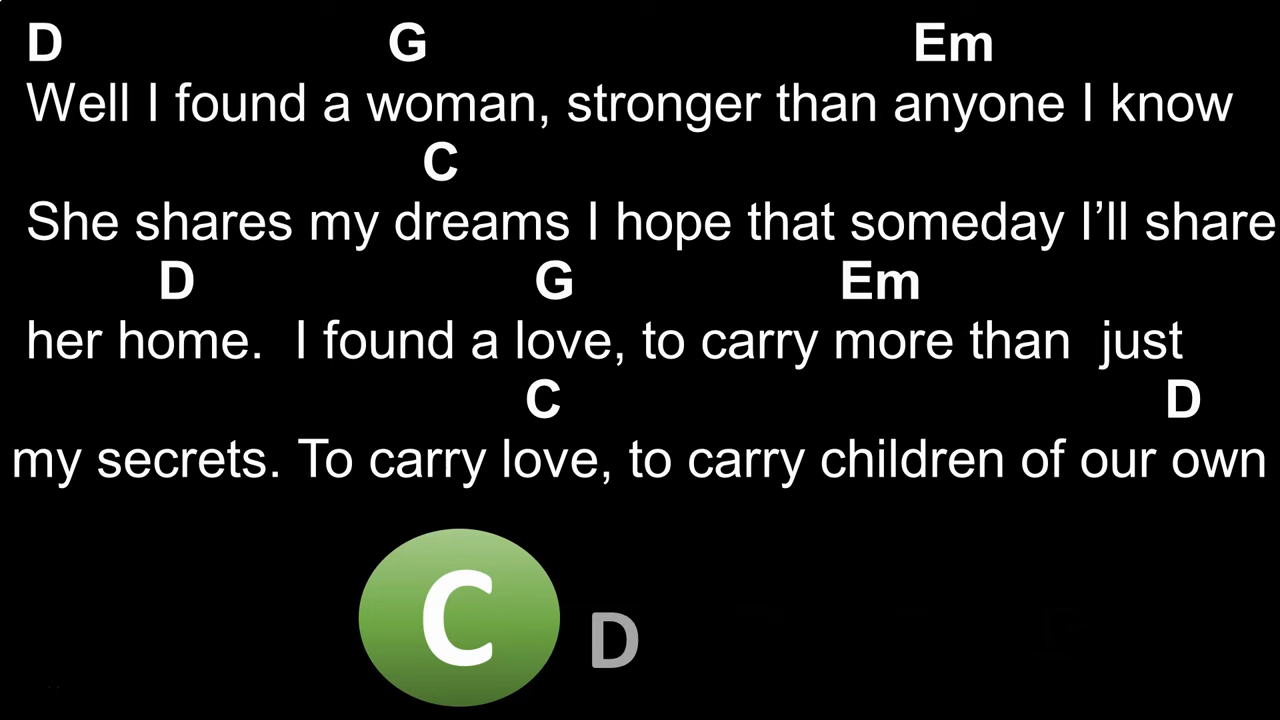 D G Em
Well I found a woman, stronger than anyone I know
C
She shares my dreams I hope that someday I’ll share
D G Em
her home. I found a love, to carry more than just
C D
my secrets. To carry love, to carry children of our own
C D